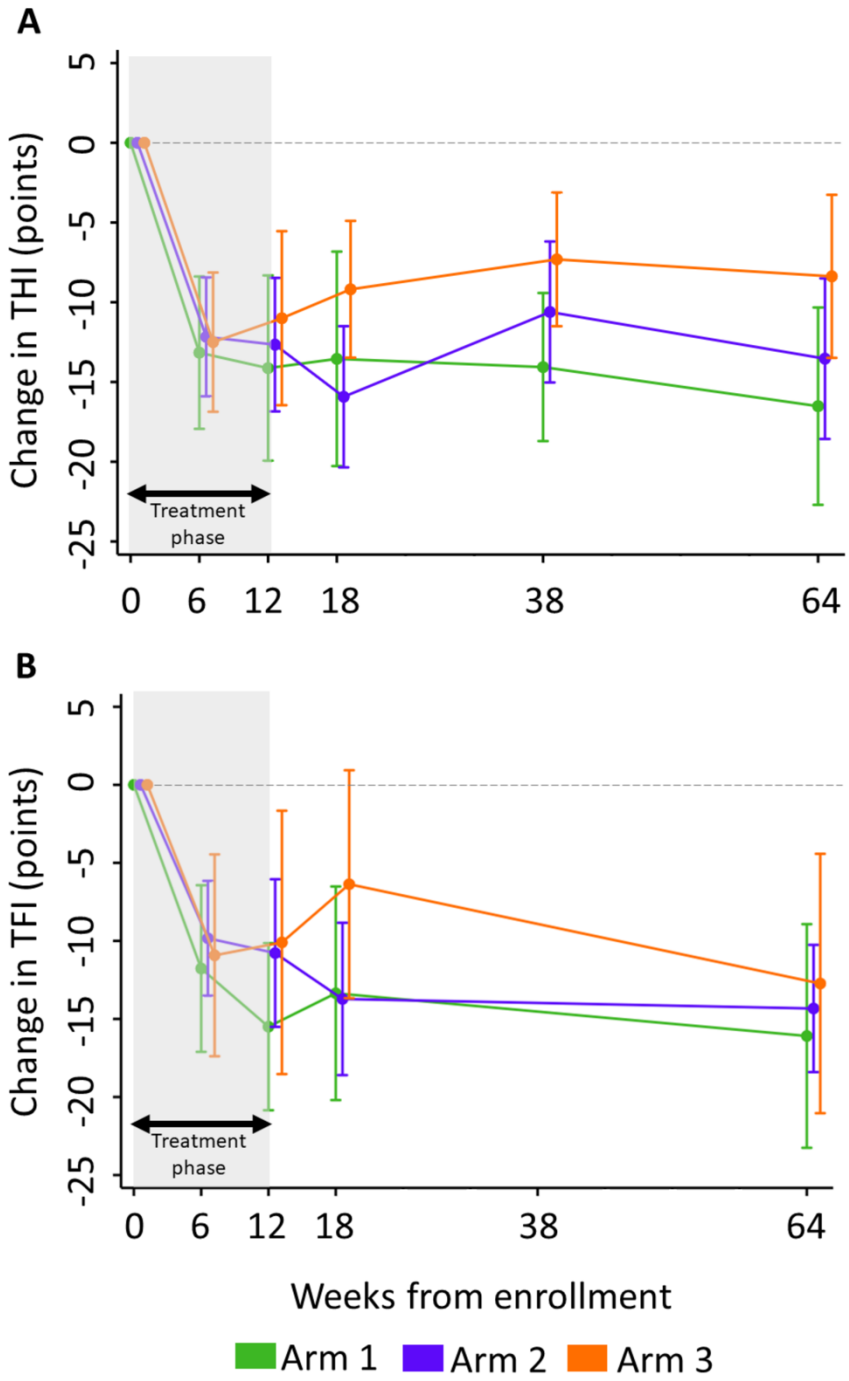 A
Change in THI (points)
5
0
-5
-10
-15
-20
-25
Treatment
phase
0 6 12 18 38 64
B
Change in TFI (points)
5
0
-5
-10
-15
-20
-25
Treatment
phase
0 6 12 18 38 64
Weeks from enrollment
Arm 1 Arm 2 Arm 3